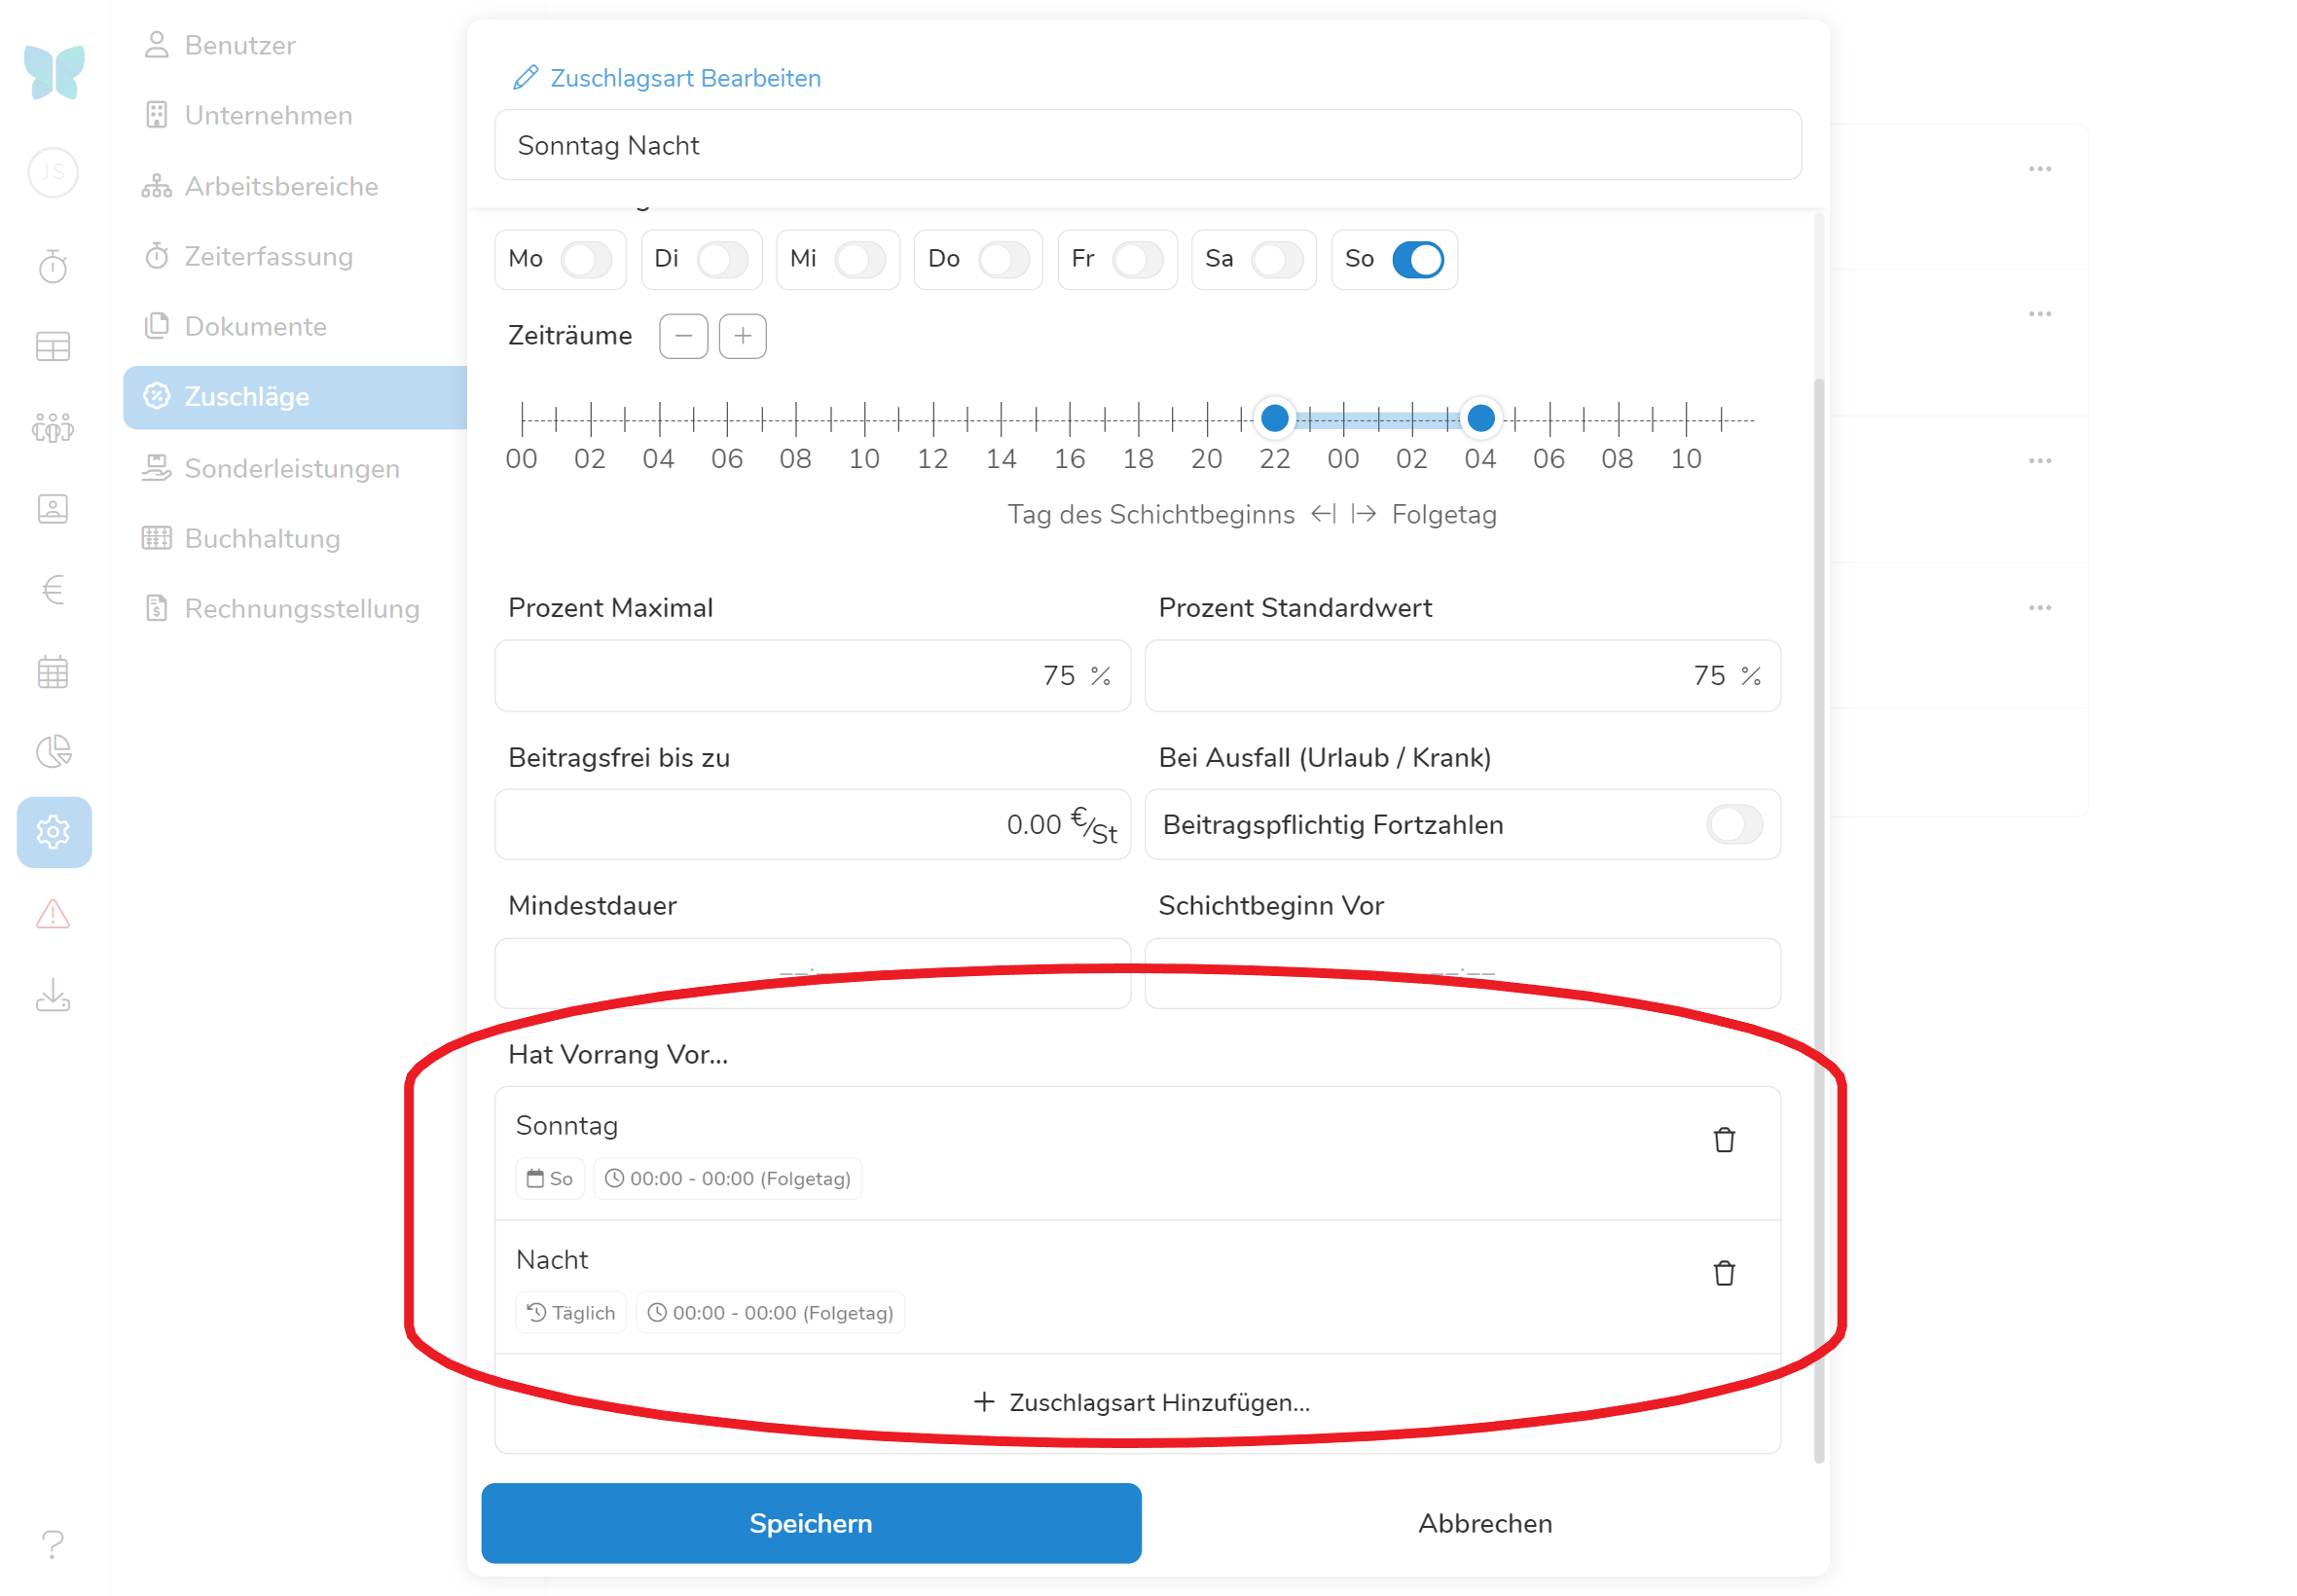 Benutzer
Unternehmen
Arbeitsbereiche
Zeiterfassung
Dokumente
Zuschläge
Sonderleistungen
Buchhaltung
Rechnungsstellung
JS
Zuschlagsart Bearbeiten
Sonntag Nacht
Mo Di Mi Do Fr Sa So
Zeiträume
00 02 04 06 08 10 12 14 16 18 20 22 00 02 04 06 08 10
Tag des Schichtbeginns Folgetag
Prozent Maximal Prozent Standardwert
75 % 75 %
Beitragsfrei bis zu Bei Ausfall (Urlaub / Krank)
0.00 €/St Beitragspflichtig Fortzahlen
Mindestdauer Schichtbeginn Vor
Hat Vorrang Vor...
Sonntag
So 00:00 - 00:00 (Folgetag)
Nacht
Täglich 00:00 - 00:00 (Folgetag)
+ Zuschlagsart Hinzufügen...
Speichern Abbrechen